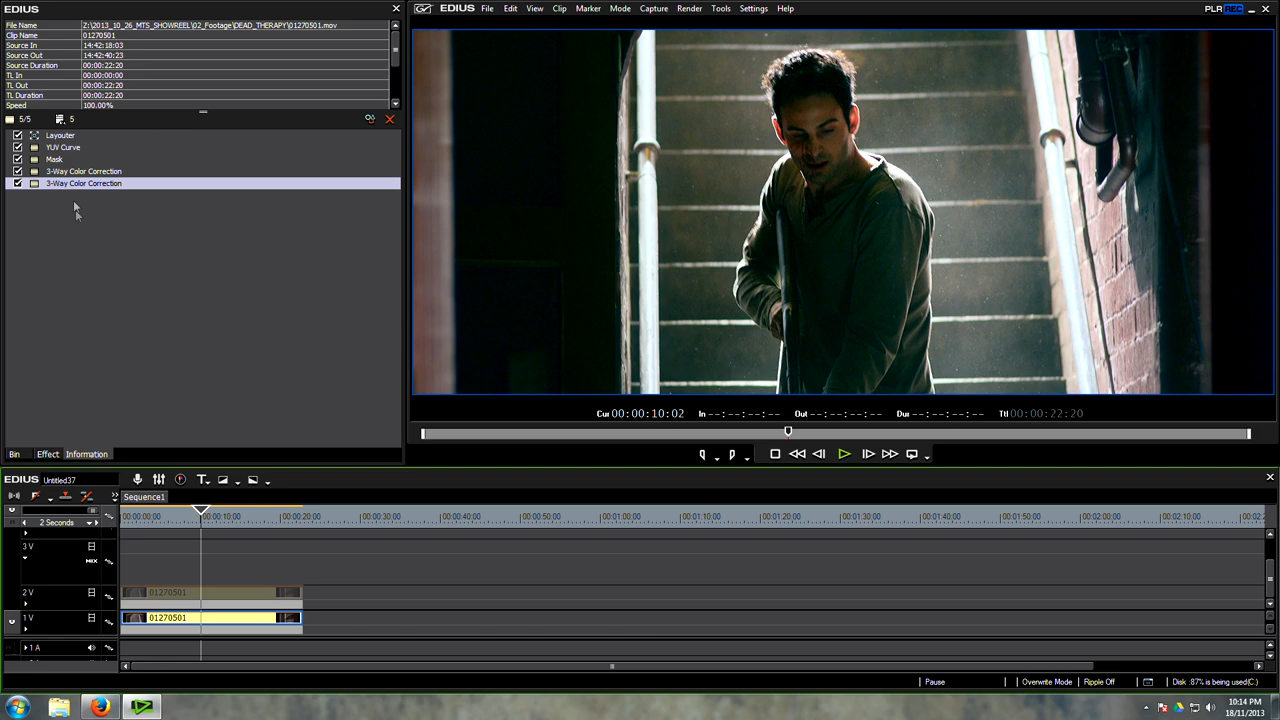 EDIUS
File Name Z:\2013_10_26_MTS_SHOWREEL\02_Footage\DEAD_THERAPY\01270501.mov
Clip Name 01270501
Source In 14:42:18:03
Source Out 14:42:40:23
Source Duration 00:00:22:20
TL In 00:00:00:00
TL Out 00:00:22:20
TL Duration 00:00:22:20
Speed 100.00%
5/5 5
Layouter
YUV Curve
Mask
3-Way Color Correction
3-Way Color Correction
Bin Effect Information
EDIUS File Edit View Clip Marker Mode Capture Render Tools Settings Help PLR REC
Cur 00:00:10:02 In --:--:--:-- Out --:--:--:-- Dur --:--:--:-- Ttl 00:00:22:20
EDIUS Untitled37
Sequence1
2 Seconds
00:00:00:00 00:00:10:00 00:00:20:00 00:00:30:00 00:00:40:00 00:00:50:00 00:01:00:00 00:01:10:00 00:01:20:00 00:01:30:00 00:01:40:00 00:01:50:00 00:02:00:00 00:02:10:00 00:02:2
3 V
MIX
2 V 01270501
1 V 01270501
1 A
Pause Overwrite Mode Ripple Off Disk :87% is being used(C:)
10:14 PM
18/11/2013